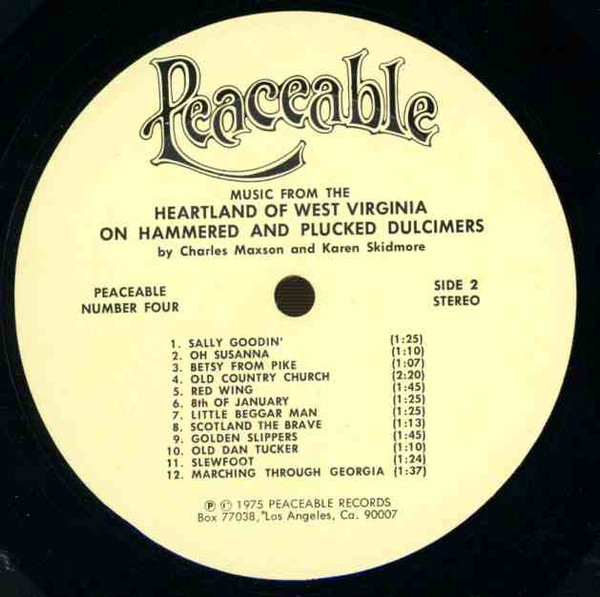 Peaceable
MUSIC FROM THE
HEARTLAND OF WEST VIRGINIA
ON HAMMERED AND PLUCKED DULCIMERS
by Charles Maxson and Karen Skidmore
PEACEABLE
NUMBER FOUR
SIDE 2
STEREO
1. SALLY GOODIN' (1:25)
2. OH SUSANNA (1:10)
3. BETSY FROM PIKE (1:07)
4. OLD COUNTRY CHURCH (2:20)
5. RED WING (1:45)
6. 8th OF JANUARY (1:25)
7. LITTLE BEGGAR MAN (1:25)
8. SCOTLAND THE BRAVE (1:13)
9. GOLDEN SLIPPERS (1:45)
10. OLD DAN TUCKER (1:10)
11. SLEWFOOT (1:24)
12. MARCHING THROUGH GEORGIA (1:37)
℗ © 1975 PEACEABLE RECORDS
Box 77038, Los Angeles, Ca. 90007